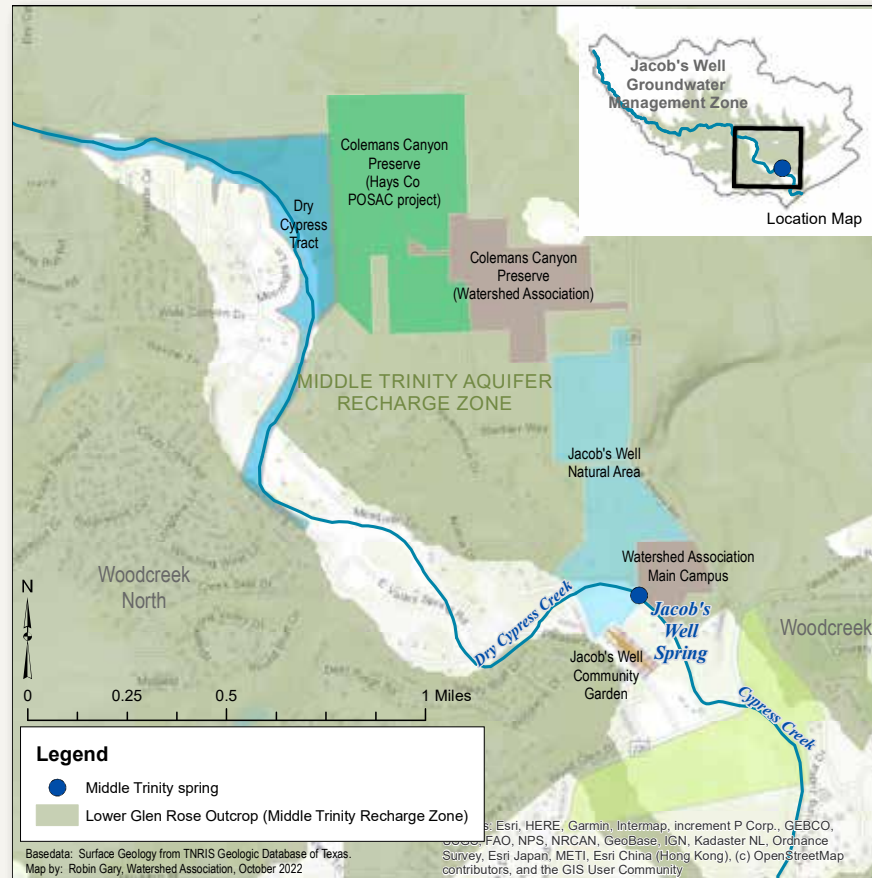 Jacob's Well
Groundwater
Management Zone
Location Map
Colemans Canyon
Preserve
(Hays Co
POSAC project)
Dry
Cypress
Tract
Colemans Canyon
Preserve
(Watershed Association)
MIDDLE TRINITY AQUIFER
RECHARGE ZONE
Jacob's Well
Natural Area
Watershed Association
Main Campus
Woodcreek
North
Dry Cypress Creek
Jacob's
Well
Spring
Woodcreek
Jacob's Well
Community
Garden
Cypress Creek
N
0 0.25 0.5 1 Miles
Legend
Middle Trinity spring
Lower Glen Rose Outcrop (Middle Trinity Recharge Zone)
Basedata: Surface Geology from TNRIS Geologic Database of Texas.
Map by: Robin Gary, Watershed Association, October 2022
Esri, HERE, Garmin, Intermap, increment P Corp., GEBCO,
FAO, NPS, NRCAN, GeoBase, IGN, Kadaster NL, Ordnance
Survey, Esri Japan, METI, Esri China (Hong Kong), (c) OpenStreetMap
contributors, and the GIS User Community